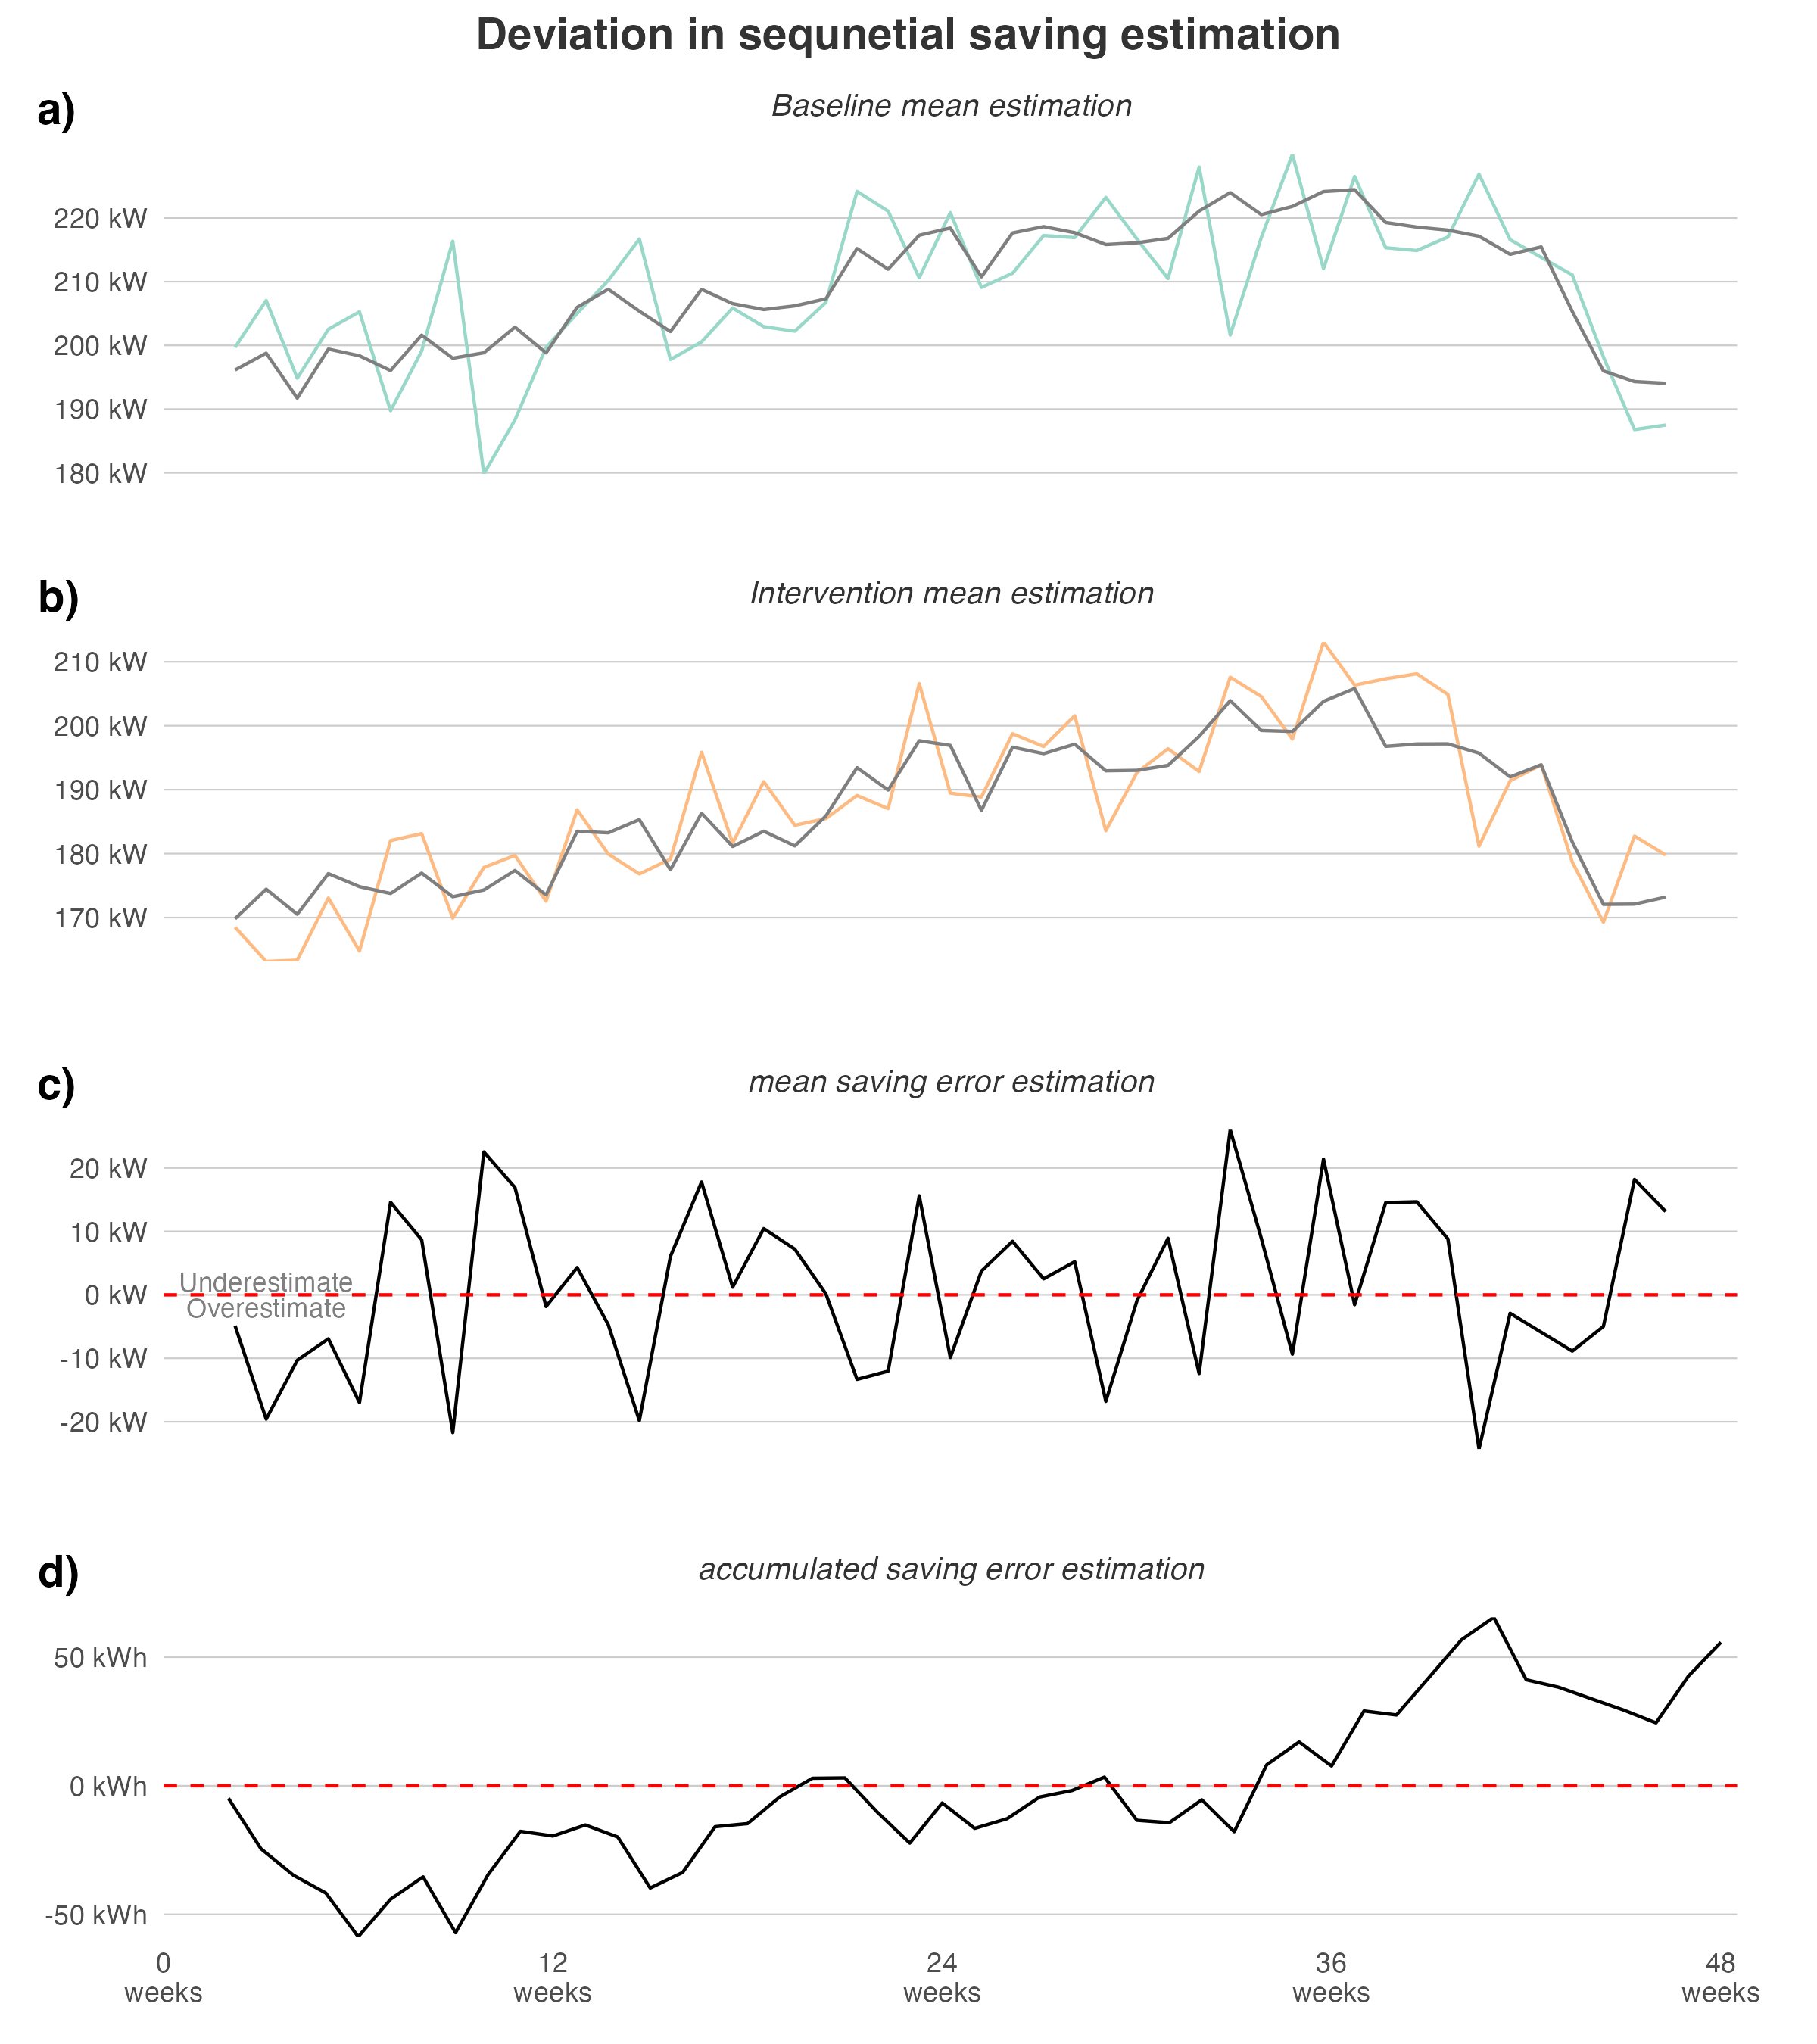 Deviation in sequnetial saving estimation
a)
Baseline mean estimation
220 kW
210 kW
200 kW
190 kW
180 kW
b)
Intervention mean estimation
210 kW
200 kW
190 kW
180 kW
170 kW
c)
mean saving error estimation
20 kW
10 kW
Underestimate
0 kW
Overestimate
-10 kW
-20 kW
d)
accumulated saving error estimation
50 kWh
0 kWh
-50 kWh
0 12 24 36 48
weeks weeks weeks weeks weeks